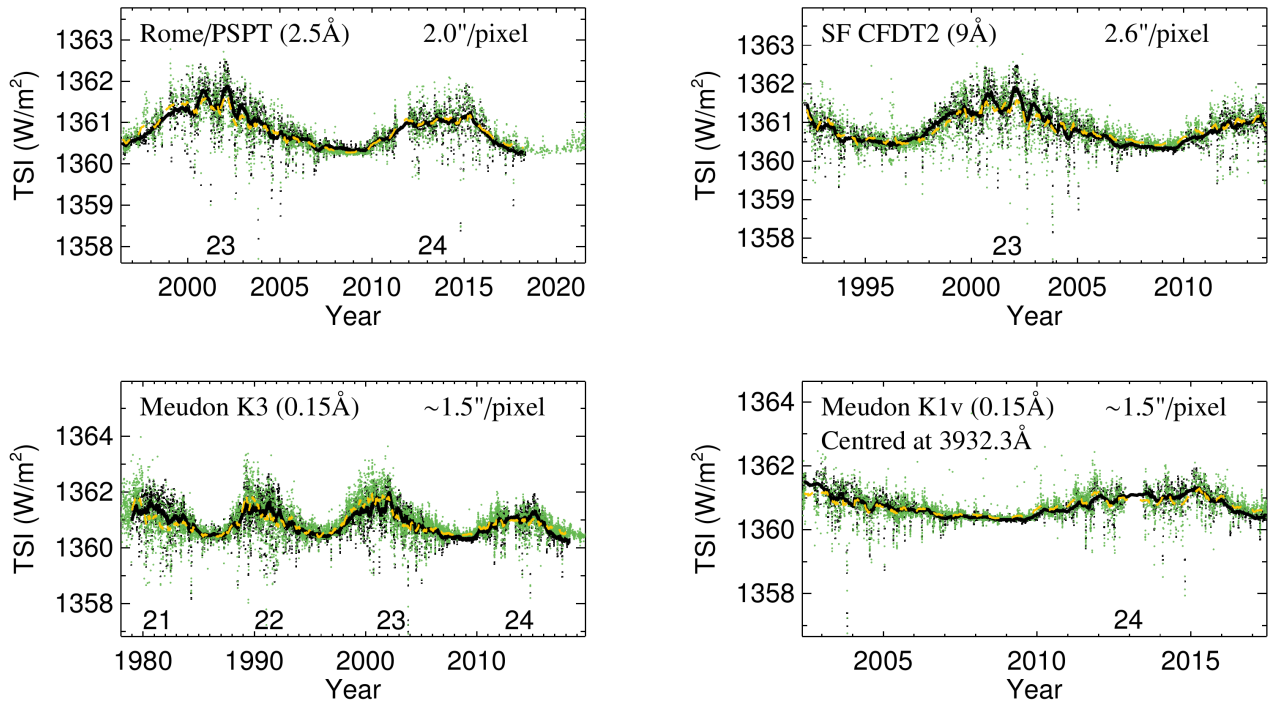 Rome/PSPT (2.5Å) 2.0"/pixel
TSI (W/m²)
1363
1362
1361
1360
1359
1358
23 24
2000 2005 2010 2015 2020
Year
SF CFDT2 (9Å) 2.6"/pixel
TSI (W/m²)
1363
1362
1361
1360
1359
1358
23
1995 2000 2005 2010
Year
Meudon K3 (0.15Å) ~1.5"/pixel
TSI (W/m²)
1364
1362
1360
1358
21 22 23 24
1980 1990 2000 2010
Year
Meudon K1v (0.15Å) ~1.5"/pixel
Centred at 3932.3Å
TSI (W/m²)
1364
1362
1360
1358
24
2005 2010 2015
Year